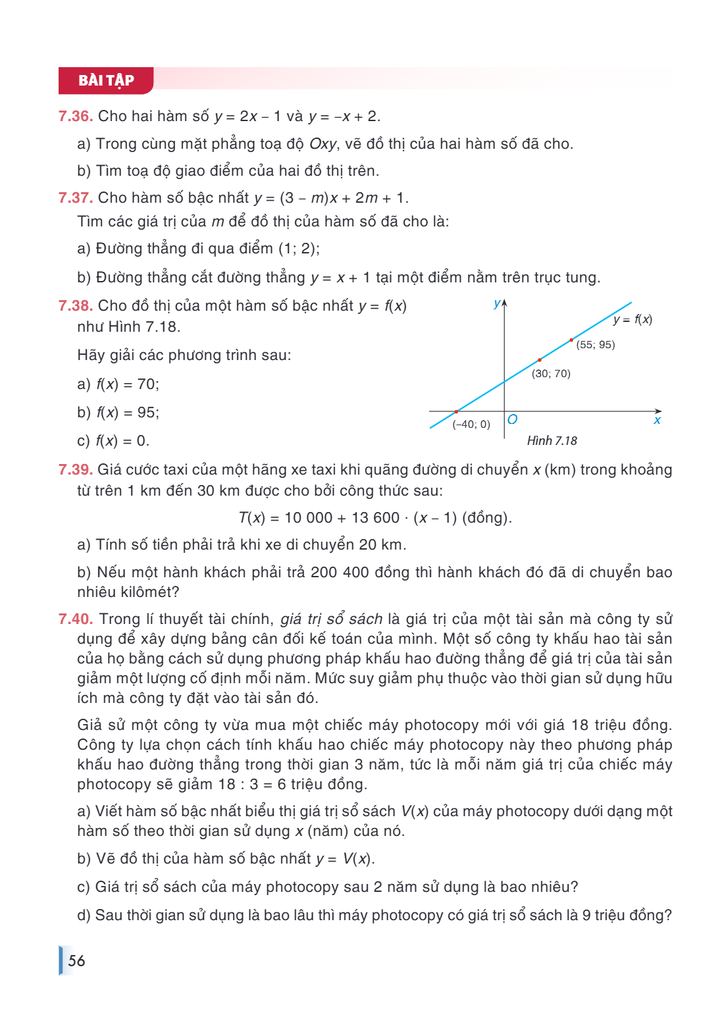 BÀI TẬP
7.36. Cho hai hàm số y = 2x – 1 và y = –x + 2.
a) Trong cùng mặt phẳng toạ độ Oxy, vẽ đồ thị của hai hàm số đã cho.
b) Tìm toạ độ giao điểm của hai đồ thị trên.
7.37. Cho hàm số bậc nhất y = (3 – m)x + 2m + 1.
Tìm các giá trị của m để đồ thị của hàm số đã cho là:
a) Đường thẳng đi qua điểm (1; 2);
b) Đường thẳng cắt đường thẳng y = x + 1 tại một điểm nằm trên trục tung.
7.38. Cho đồ thị của một hàm số bậc nhất y = f(x)
như Hình 7.18.
Hãy giải các phương trình sau:
a) f(x) = 70;
b) f(x) = 95;
c) f(x) = 0.
y
y = f(x)
(55; 95)
(30; 70)
(–40; 0)
O
x
Hình 7.18
7.39. Giá cước taxi của một hãng xe taxi khi quãng đường di chuyển x (km) trong khoảng
từ trên 1 km đến 30 km được cho bởi công thức sau:
T(x) = 10 000 + 13 600 · (x – 1) (đồng).
a) Tính số tiền phải trả khi xe di chuyển 20 km.
b) Nếu một hành khách phải trả 200 400 đồng thì hành khách đó đã di chuyển bao
nhiêu kilômét?
7.40. Trong lí thuyết tài chính, giá trị sổ sách là giá trị của một tài sản mà công ty sử
dụng để xây dựng bảng cân đối kế toán của mình. Một số công ty khấu hao tài sản
của họ bằng cách sử dụng phương pháp khấu hao đường thẳng để giá trị của tài sản
giảm một lượng cố định mỗi năm. Mức suy giảm phụ thuộc vào thời gian sử dụng hữu
ích mà công ty đặt vào tài sản đó.
Giả sử một công ty vừa mua một chiếc máy photocopy mới với giá 18 triệu đồng.
Công ty lựa chọn cách tính khấu hao chiếc máy photocopy này theo phương pháp
khấu hao đường thẳng trong thời gian 3 năm, tức là mỗi năm giá trị của chiếc máy
photocopy sẽ giảm 18 : 3 = 6 triệu đồng.
a) Viết hàm số bậc nhất biểu thị giá trị sổ sách V(x) của máy photocopy dưới dạng một
hàm số theo thời gian sử dụng x (năm) của nó.
b) Vẽ đồ thị của hàm số bậc nhất y = V(x).
c) Giá trị sổ sách của máy photocopy sau 2 năm sử dụng là bao nhiêu?
d) Sau thời gian sử dụng là bao lâu thì máy photocopy có giá trị sổ sách là 9 triệu đồng?
56